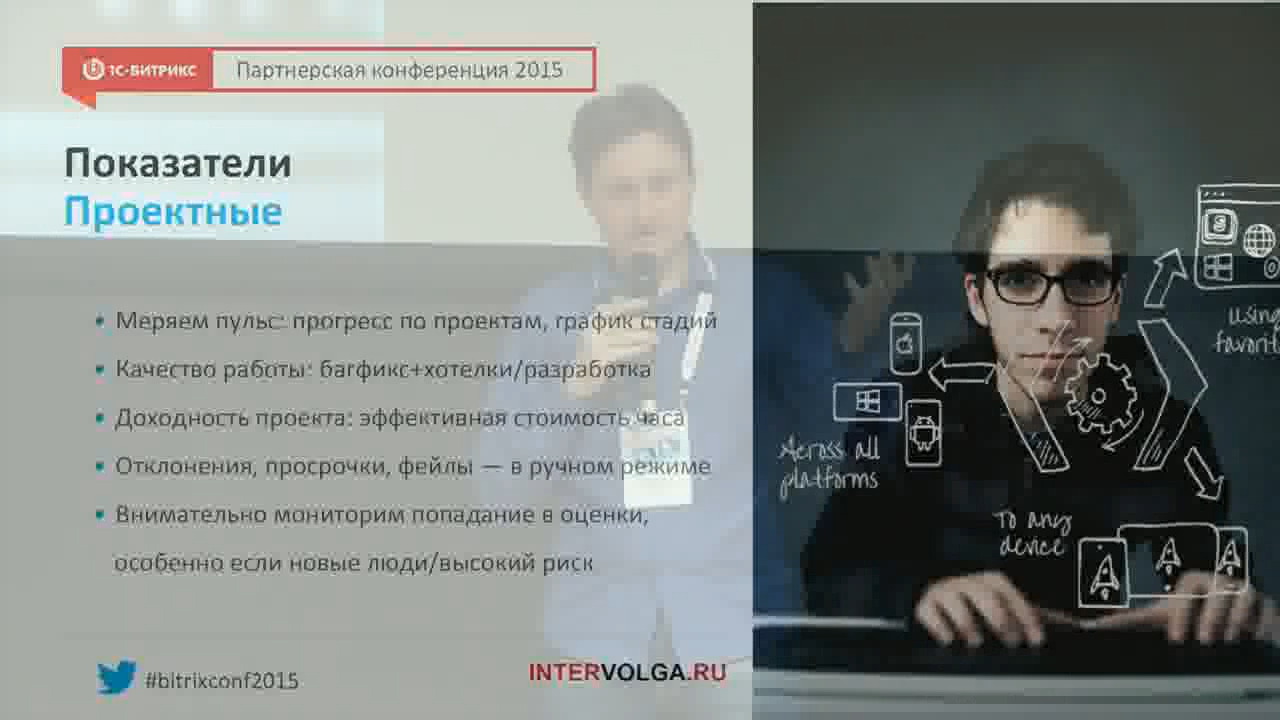 1С-БИТРИКС Партнерская конференция 2015
Показатели
Проектные
• Меряем пульс: прогресс по проектам, график стадий
• Качество работы: багфикс+хотелки/разработка
• Доходность проекта: эффективная стоимость часа
• Отклонения, просрочки, фейлы — в ручном режиме
• Внимательно мониторим попадание в оценки,
особенно если новые люди/высокий риск
#bitrixconf2015
INTERVOLGA.RU
using
favorit
Across all
platforms
To any
device